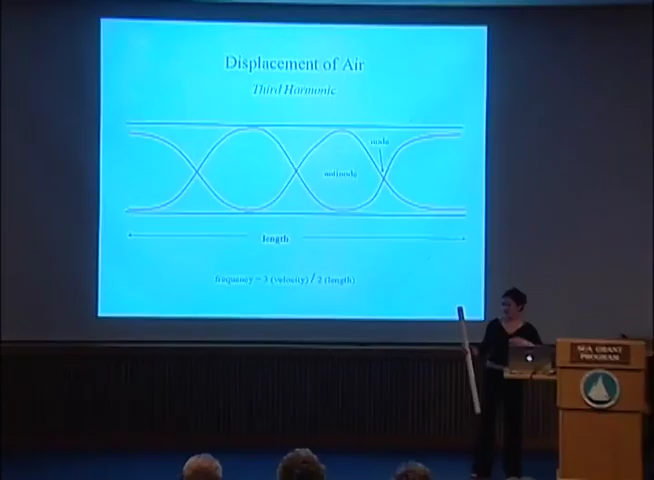 Displacement of Air
Third Harmonic
node
antinode
length
frequency = 3 (velocity) / 2 (length)
SEA GRANT
PROGRAM